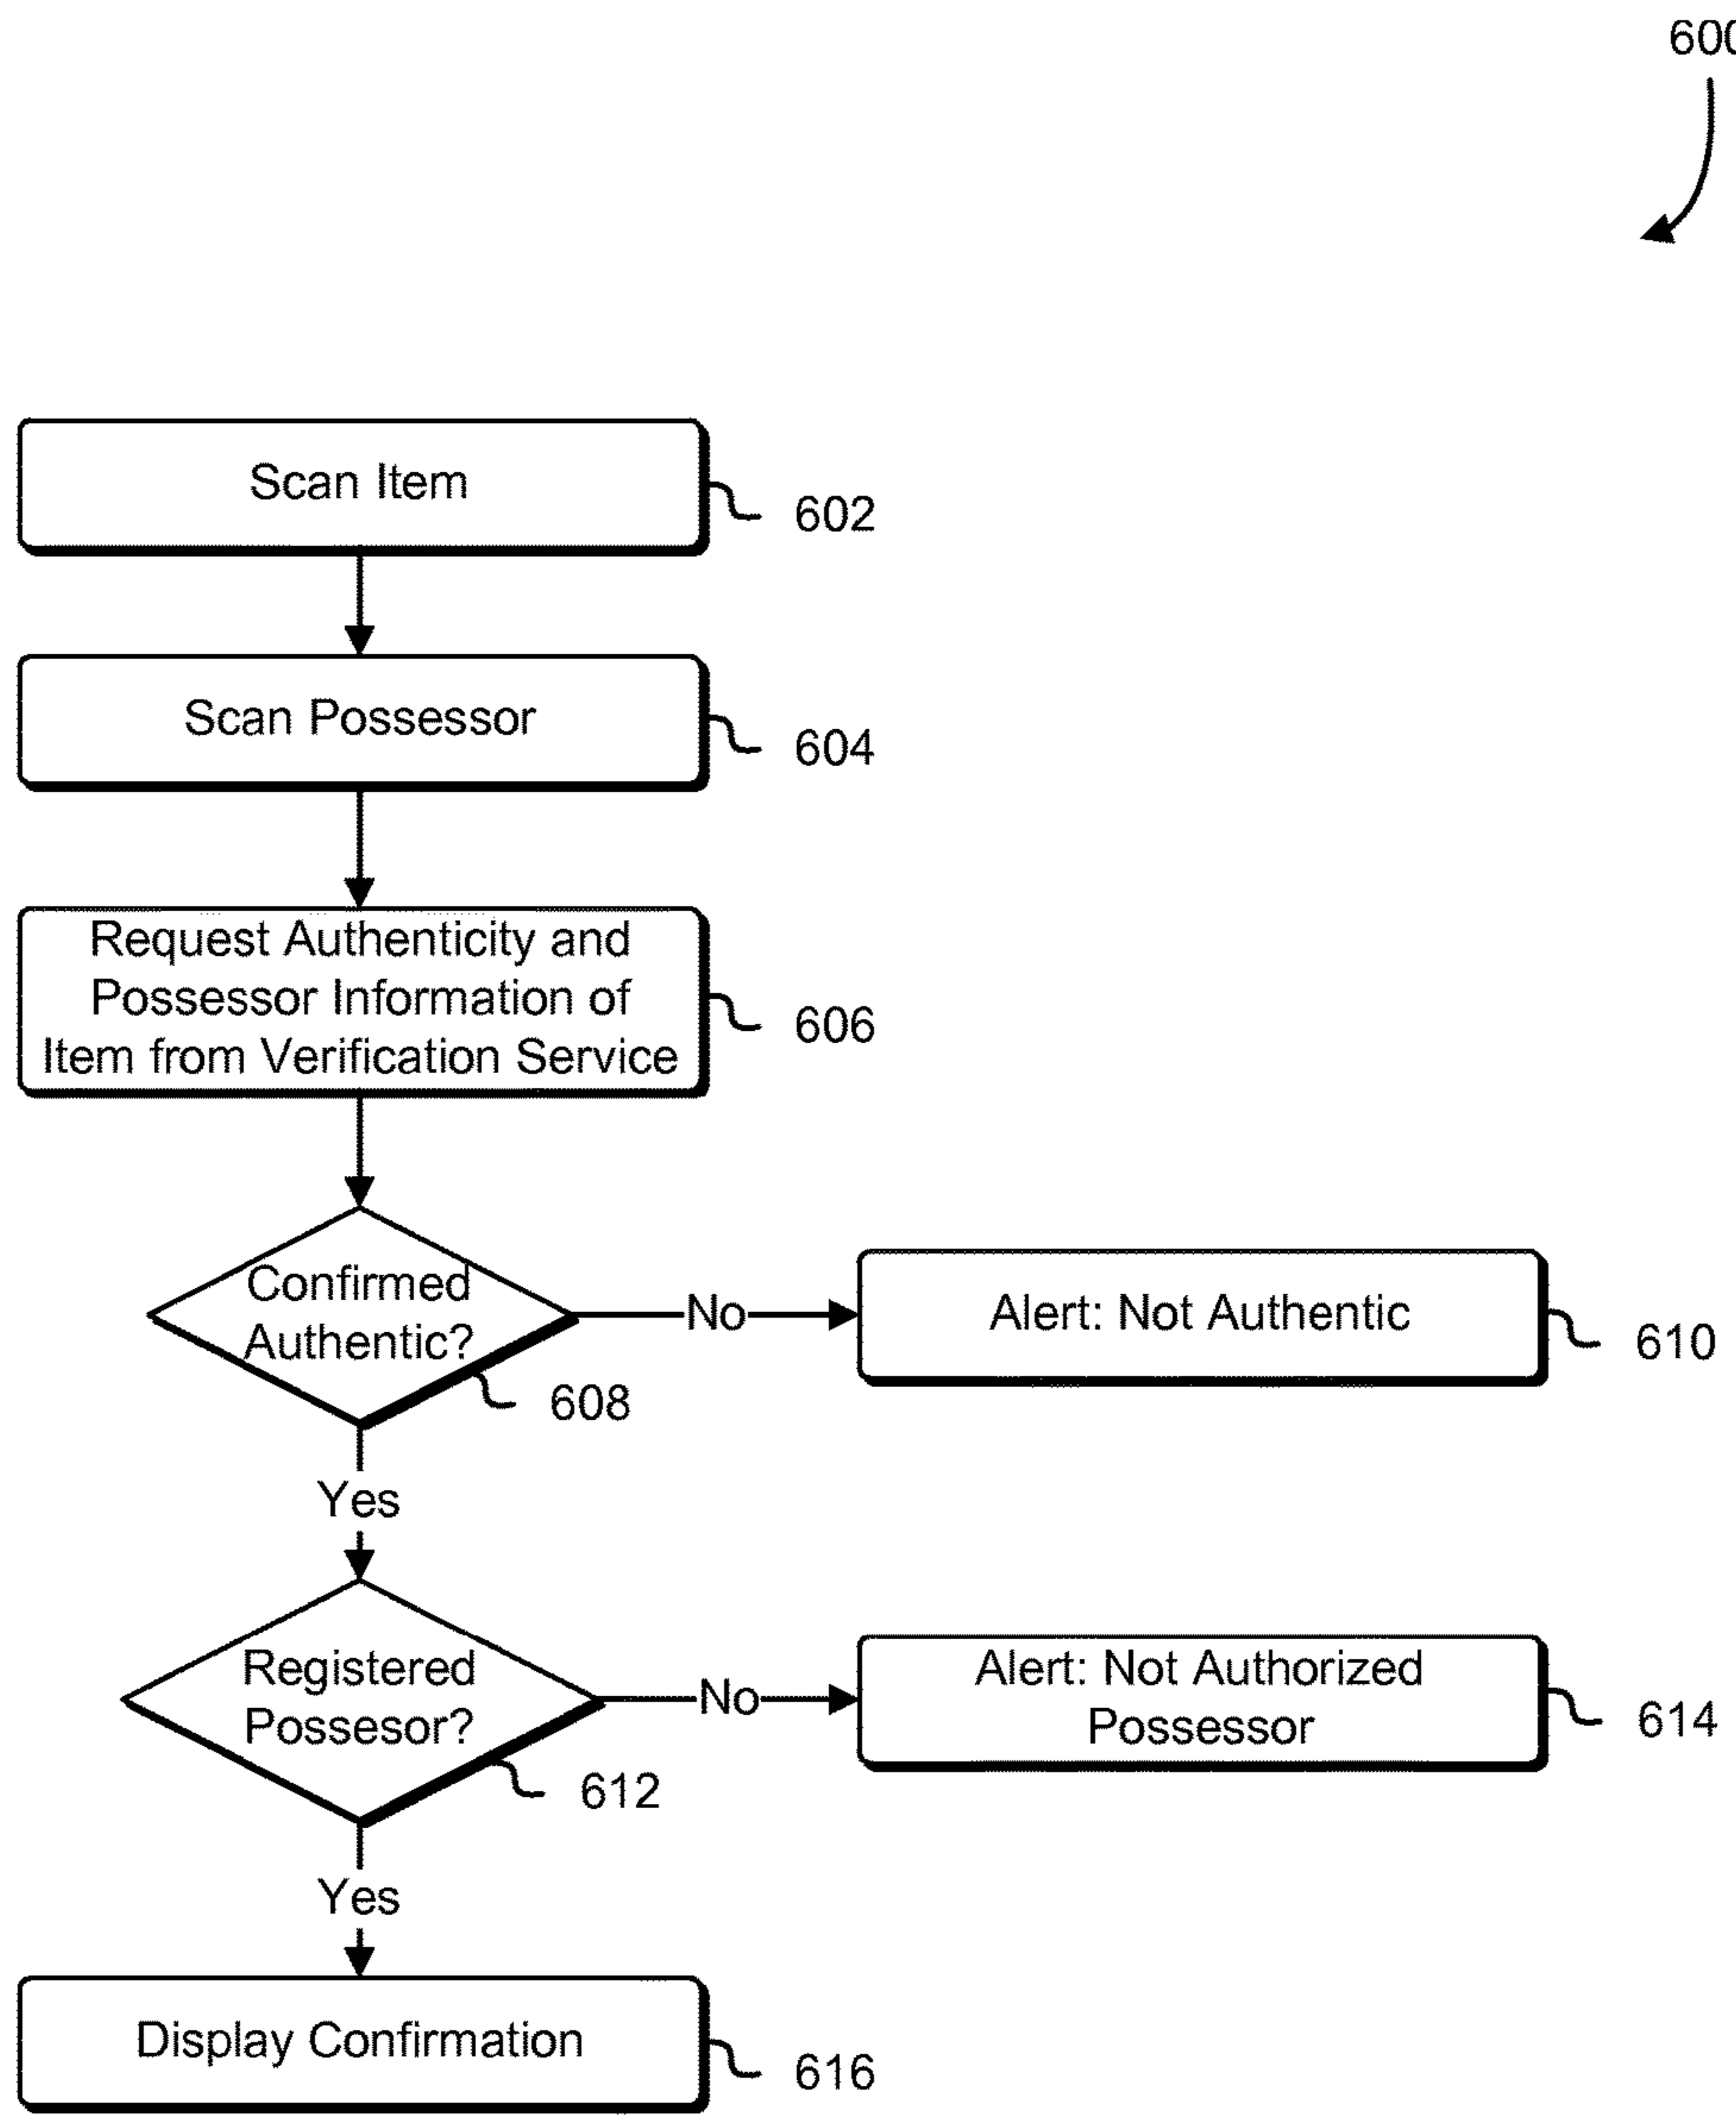 600
Scan Item
602
Scan Possessor
604
Request Authenticity and
Possessor Information of
Item from Verification Service
606
Confirmed
Authentic?
608
No
Alert: Not Authentic
610
Yes
Registered
Possesor?
612
No
Alert: Not Authorized
Possessor
614
Yes
Display Confirmation
616